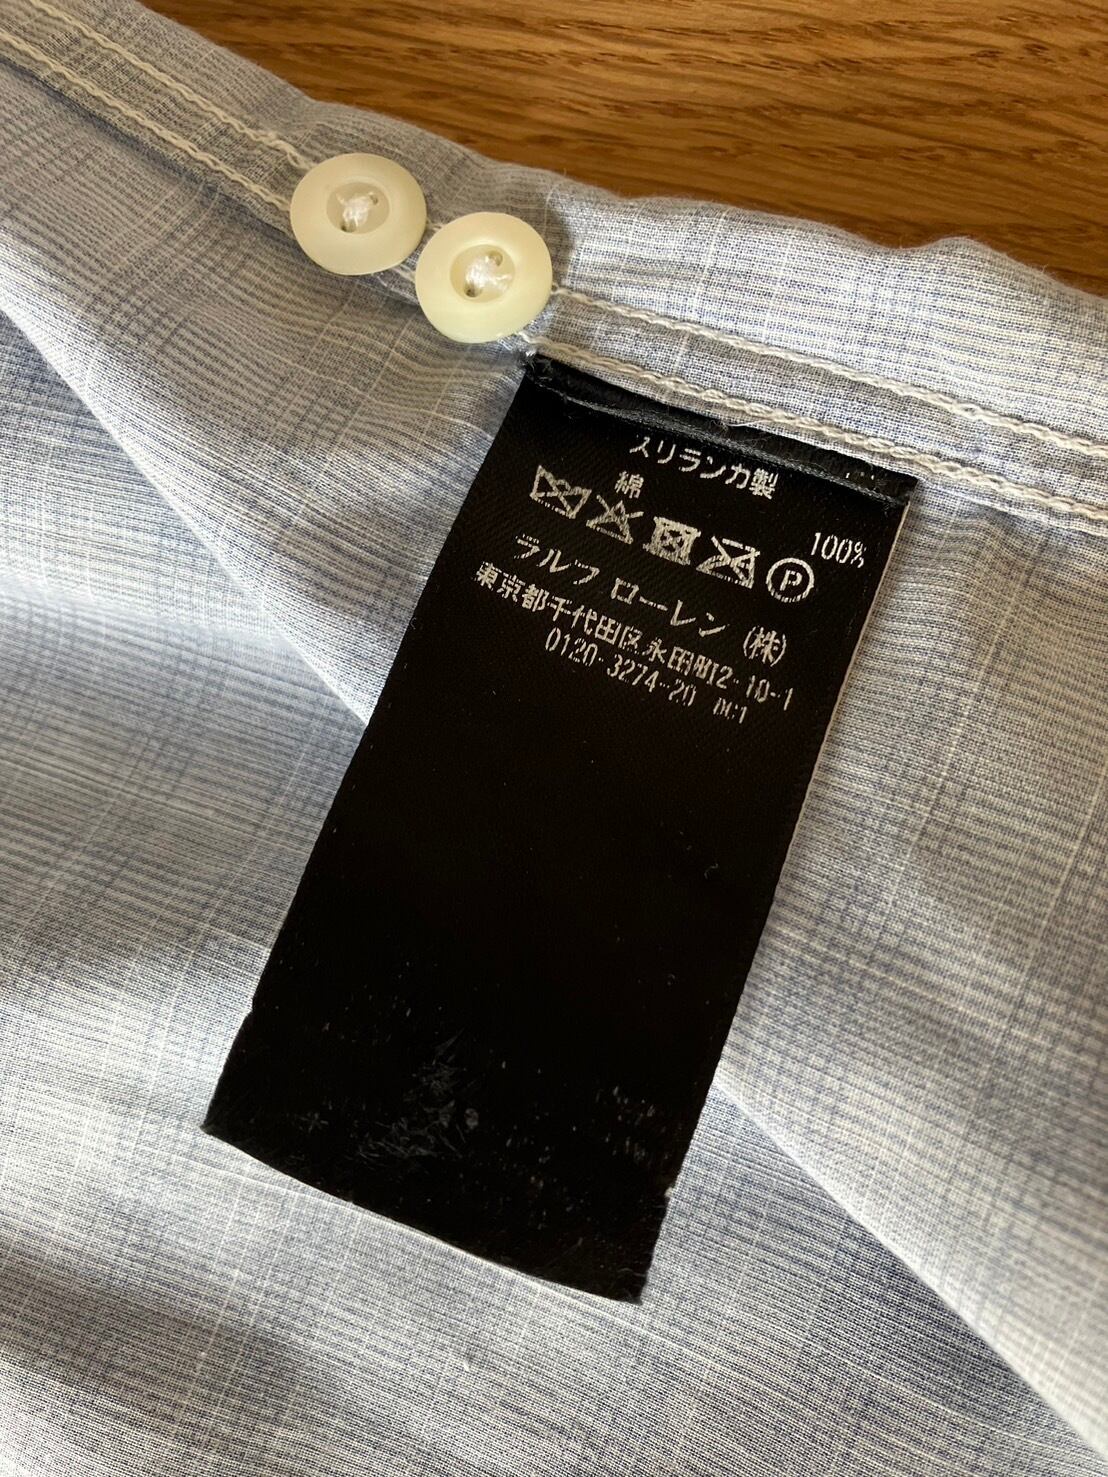 スリランカ製
綿 100%
P
ラルフ ローレン (株)
東京都千代田区永田町2-10-1
0120-3274-20 DC1